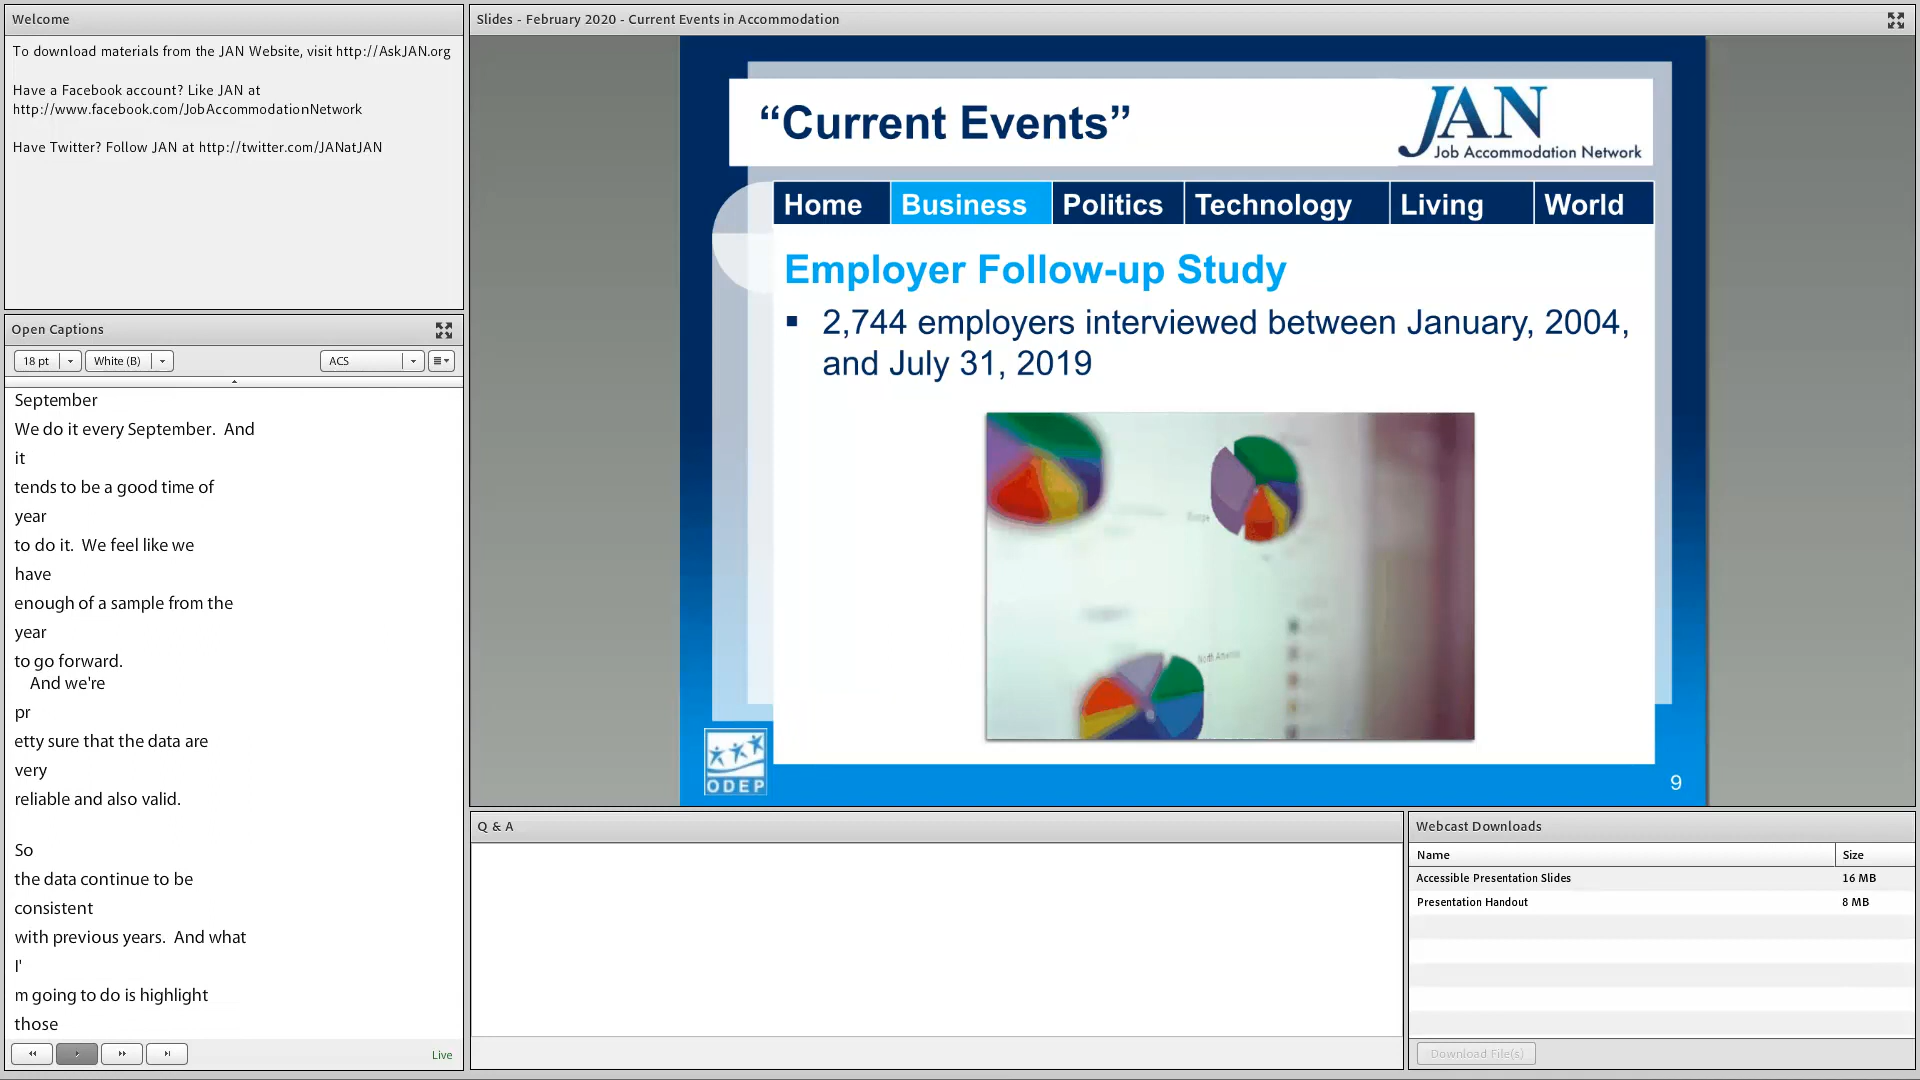 Welcome
To download materials from the JAN Website, visit http://AskJAN.org
Have a Facebook account? Like JAN at
http://www.facebook.com/JobAccommodationNetwork
Have Twitter? Follow JAN at http://twitter.com/JANatJAN
Open Captions
18 pt White (B) ACS
September
We do it every September.  And
it
tends to be a good time of
year
to do it.  We feel like we
have
enough of a sample from the
year
to go forward.
And we're
pr
etty sure that the data are
very
reliable and also valid.
So
the data continue to be
consistent
with previous years.  And what
I'
m going to do is highlight
those
Live
Slides - February 2020 - Current Events in Accommodation
“Current Events”
JAN
Job Accommodation Network
Home Business Politics Technology Living World
Employer Follow-up Study
▪ 2,744 employers interviewed between January, 2004,
and July 31, 2019
Europe
North America
ODEP
9
Q & A
Webcast Downloads
Name Size
Accessible Presentation Slides 16 MB
Presentation Handout 8 MB
Download File(s)